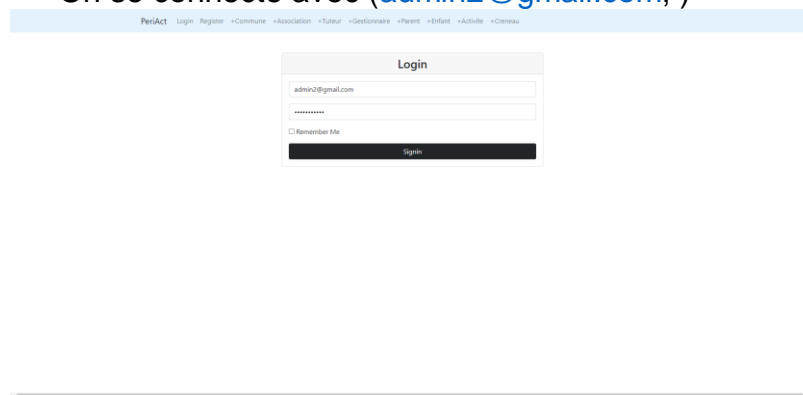 On se connecte avec (admin2@gmail.com, )
PeriAct Login Register +Commune +Association +Tuteur +Gestionnaire +Parent +Enfant +Activite +Creneau
Login
admin2@gmail.com
•••••••••••
Remember Me
Signin